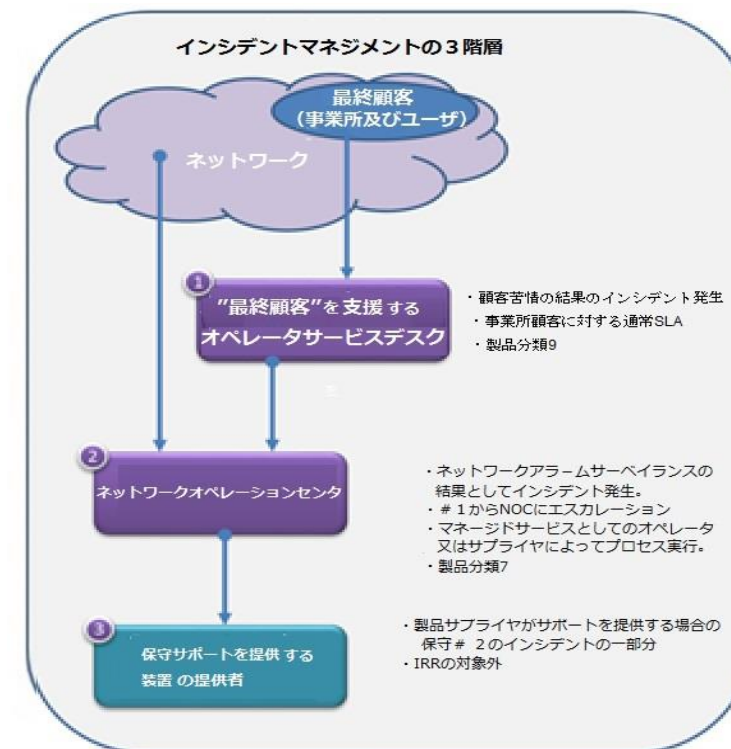 インシデントマネジメントの３階層
最終顧客
（事業所及びユーザ）
ネットワーク
1
”最終顧客”を支援する
オペレータサービスデスク
・顧客苦情の結果のインシデント発生
・事業所顧客に対する通常SLA
・製品分類9
2
ネットワークオペレーションセンタ
・ネットワークアラームサーベイランスの
結果としてインシデント発生。
・＃１からNOCにエスカレーション
・マネージドサービスとしてのオペレータ
又はサプライヤによってプロセス実行。
・製品分類7
3
保守サポートを提供する
装置の提供者
・製品サプライヤがサポートを提供する場合の
保守＃２のインシデントの一部分
・IRRの対象外